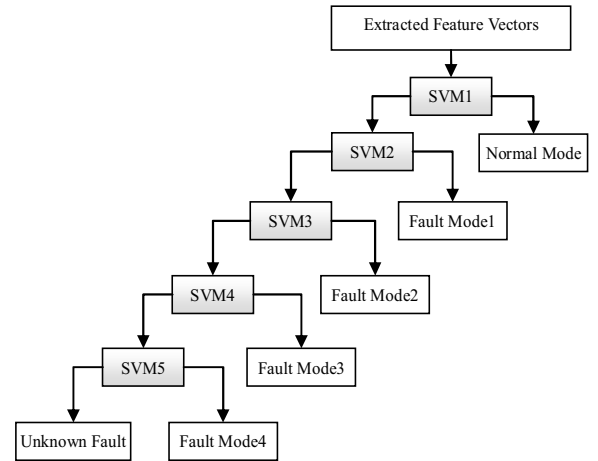 Extracted Feature Vectors
SVM1
SVM2
Normal Mode
SVM3
Fault Mode1
SVM4
Fault Mode2
SVM5
Fault Mode3
Unknown Fault
Fault Mode4